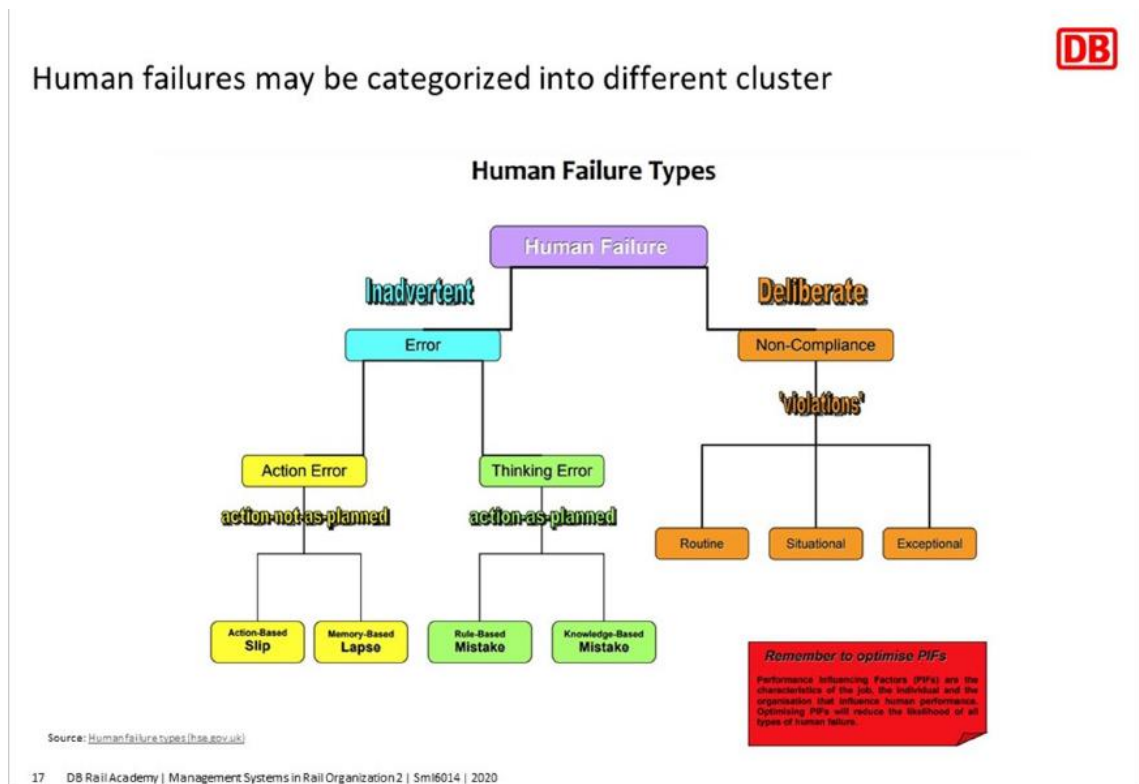 DB
Human failures may be categorized into different cluster
Human Failure Types
Human Failure
Inadvertent
Deliberate
Error
Non-Compliance
'violations'
Action Error
Thinking Error
action-not-as-planned
action-as-planned
Routine
Situational
Exceptional
Action-Based
Slip
Memory-Based
Lapse
Rule-Based
Mistake
Knowledge-Based
Mistake
Remember to optimise PIFs
Performance Influencing Factors (PIFs) are the
characteristics of the job, the individual and the
organisation that influence human performance.
Optimising PIFs will reduce the likelihood of all
types of human failure.
Source: Human failure types (hse.gov.uk)
17 DB Rail Academy | Management Systems in Rail Organization 2 | Sml6014 | 2020